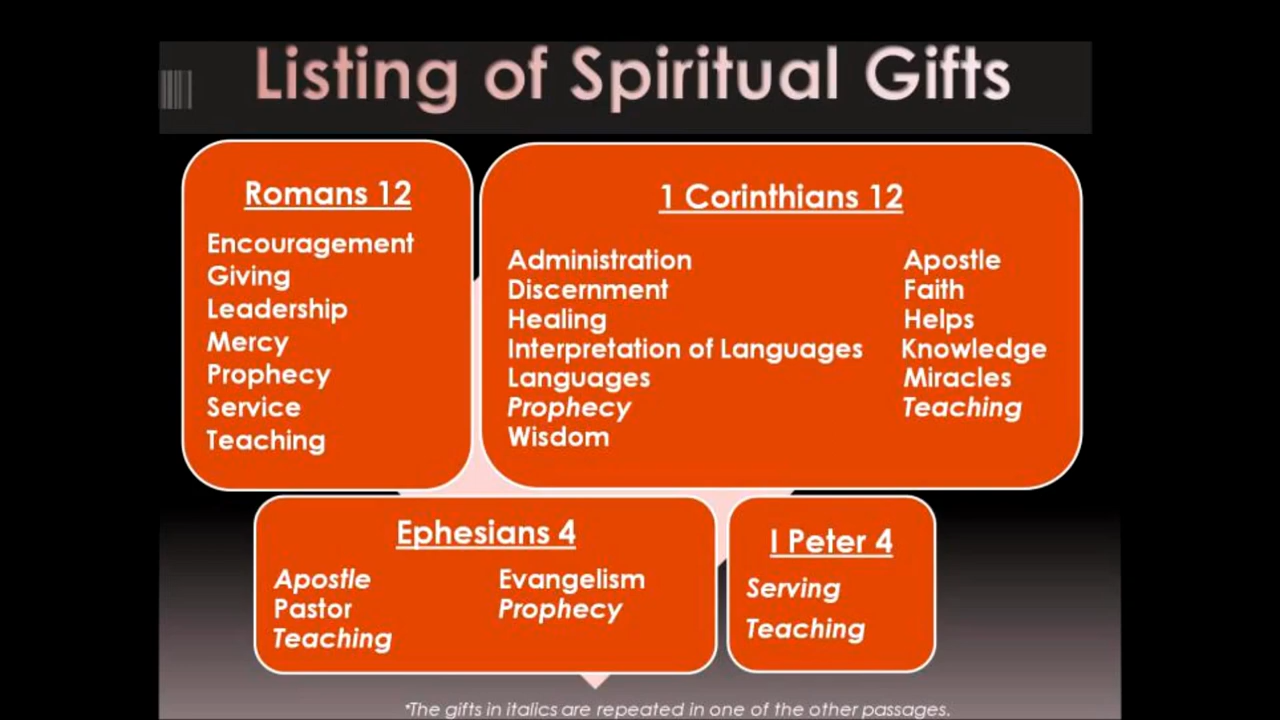 Listing of Spiritual Gifts
Romans 12
Encouragement
Giving
Leadership
Mercy
Prophecy
Service
Teaching
1 Corinthians 12
Administration
Discernment
Healing
Interpretation of Languages
Languages
Prophecy
Wisdom
Apostle
Faith
Helps
Knowledge
Miracles
Teaching
Ephesians 4
Apostle
Pastor
Teaching
Evangelism
Prophecy
I Peter 4
Serving
Teaching
*The gifts in italics are repeated in one of the other passages.